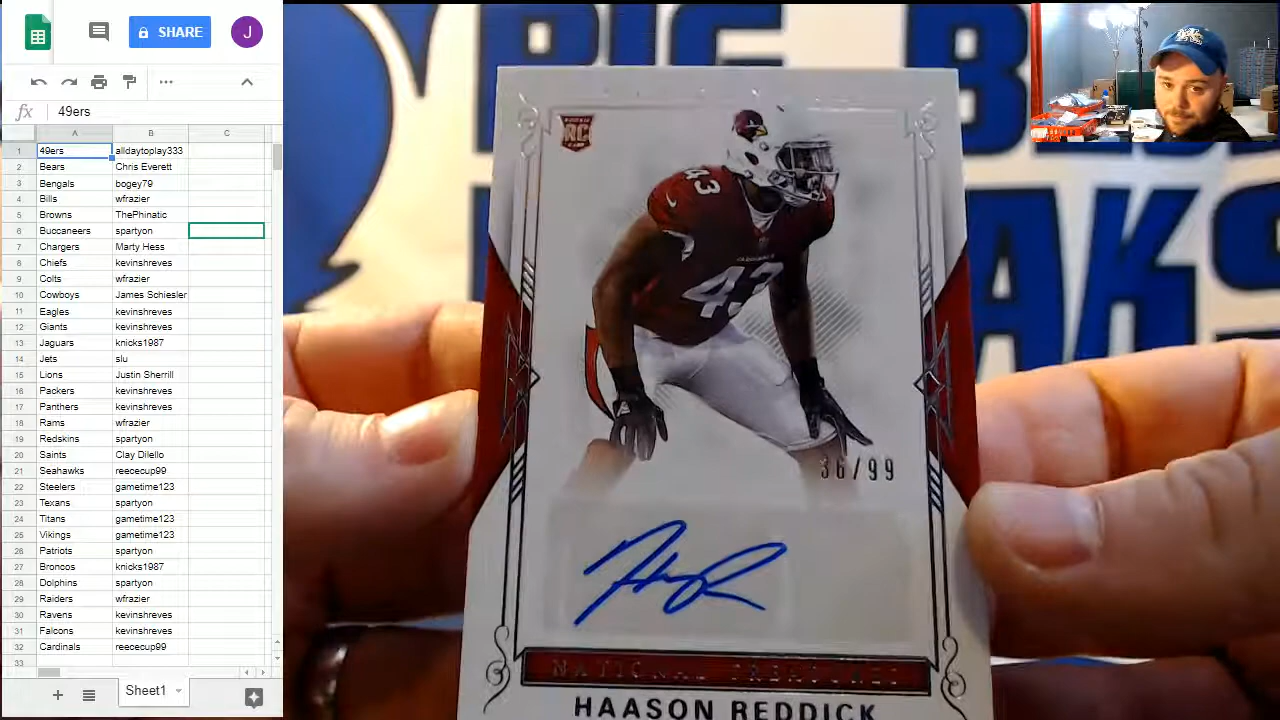 SHARE
J
fx 49ers
A B C
1 49ers alldaytoplay333
2 Bears Chris Everett
3 Bengals bogey79
4 Bills wfrazier
5 Browns ThePhinatic
6 Buccaneers spartyon
7 Chargers Marty Hess
8 Chiefs kevinshreves
9 Colts wfrazier
10 Cowboys James Schiesler
11 Eagles kevinshreves
12 Giants kevinshreves
13 Jaguars knicks1987
14 Jets slu
15 Lions Justin Sherrill
16 Packers kevinshreves
17 Panthers kevinshreves
18 Rams wfrazier
19 Redskins spartyon
20 Saints Clay Dilello
21 Seahawks reececup99
22 Steelers gametime123
23 Texans spartyon
24 Titans gametime123
25 Vikings gametime123
26 Patriots spartyon
27 Broncos knicks1987
28 Dolphins spartyon
29 Raiders wfrazier
30 Ravens kevinshreves
31 Falcons kevinshreves
32 Cardinals reececup99
33
Sheet1
RC
43
CARDINALS
43
36/99
NATIONAL TREASURES
HAASON REDDICK